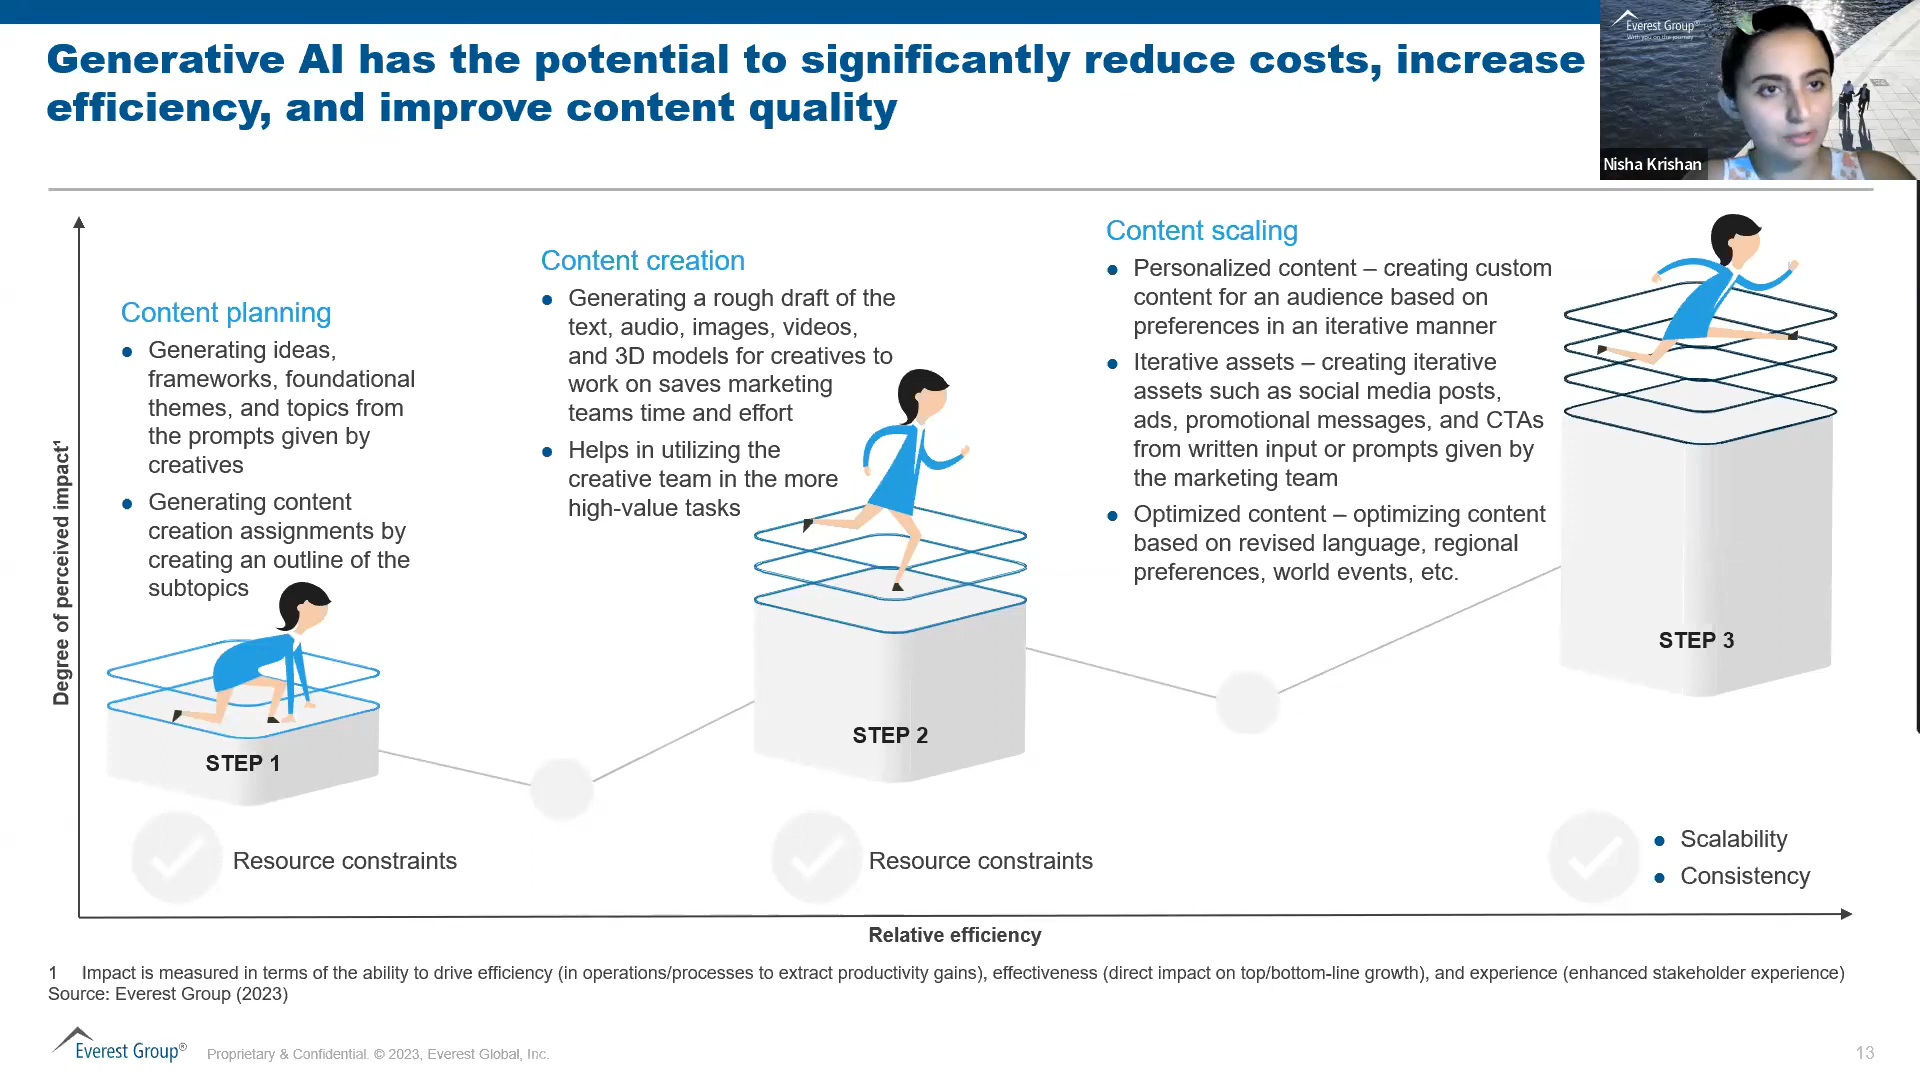 Generative AI has the potential to significantly reduce costs, increase
efficiency, and improve content quality
Everest Group®
With you on the journey
Nisha Krishan
Degree of perceived impact¹
Content planning
● Generating ideas,
frameworks, foundational
themes, and topics from
the prompts given by
creatives
● Generating content
creation assignments by
creating an outline of the
subtopics
STEP 1
Content creation
● Generating a rough draft of the
text, audio, images, videos,
and 3D models for creatives to
work on saves marketing
teams time and effort
● Helps in utilizing the
creative team in the more
high-value tasks
STEP 2
Content scaling
● Personalized content – creating custom
content for an audience based on
preferences in an iterative manner
● Iterative assets – creating iterative
assets such as social media posts,
ads, promotional messages, and CTAs
from written input or prompts given by
the marketing team
● Optimized content – optimizing content
based on revised language, regional
preferences, world events, etc.
STEP 3
Resource constraints
Resource constraints
● Scalability
● Consistency
Relative efficiency
1 Impact is measured in terms of the ability to drive efficiency (in operations/processes to extract productivity gains), effectiveness (direct impact on top/bottom-line growth), and experience (enhanced stakeholder experience)
Source: Everest Group (2023)
Everest Group®
Proprietary & Confidential. © 2023, Everest Global, Inc.
13